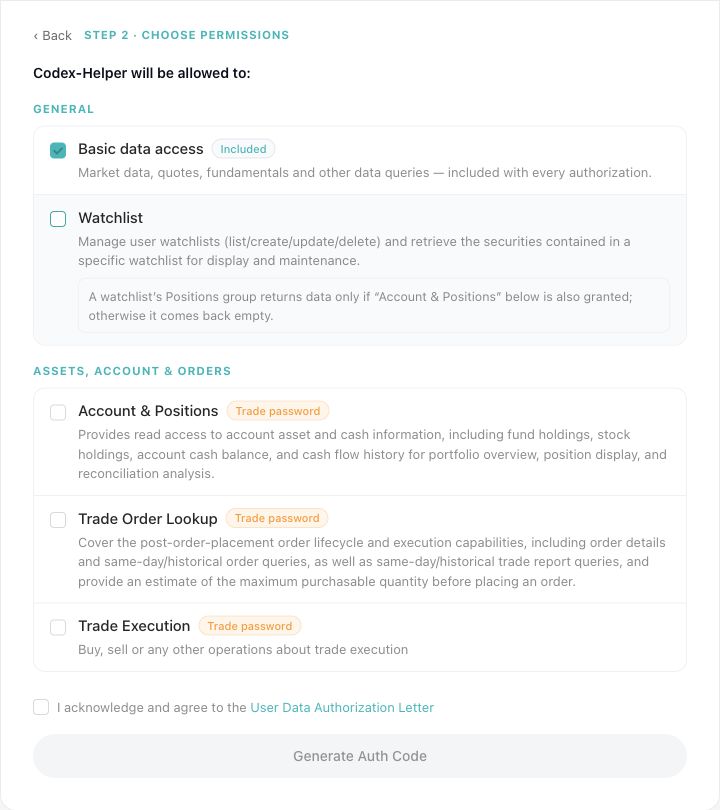 ‹ Back STEP 2 · CHOOSE PERMISSIONS
Codex-Helper will be allowed to:
GENERAL
Basic data access Included
Market data, quotes, fundamentals and other data queries — included with every authorization.
Watchlist
Manage user watchlists (list/create/update/delete) and retrieve the securities contained in a
specific watchlist for display and maintenance.
A watchlist’s Positions group returns data only if “Account & Positions” below is also granted;
otherwise it comes back empty.
ASSETS, ACCOUNT & ORDERS
Account & Positions Trade password
Provides read access to account asset and cash information, including fund holdings, stock
holdings, account cash balance, and cash flow history for portfolio overview, position display, and
reconciliation analysis.
Trade Order Lookup Trade password
Cover the post-order-placement order lifecycle and execution capabilities, including order details
and same-day/historical order queries, as well as same-day/historical trade report queries, and
provide an estimate of the maximum purchasable quantity before placing an order.
Trade Execution Trade password
Buy, sell or any other operations about trade execution
I acknowledge and agree to the User Data Authorization Letter
Generate Auth Code